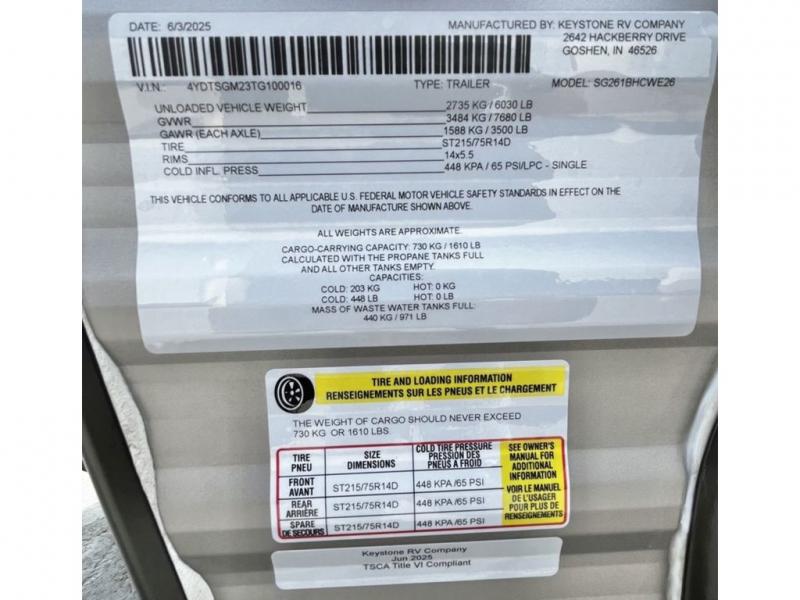 DATE: 6/3/2025
MANUFACTURED BY: KEYSTONE RV COMPANY
2642 HACKBERRY DRIVE
GOSHEN, IN 46526
V.I.N.: 4YDTSGM23TG100016 TYPE: TRAILER MODEL: SG261BHCWE26
UNLOADED VEHICLE WEIGHT 2735 KG / 6030 LB
GVWR 3484 KG / 7680 LB
GAWR (EACH AXLE) 1588 KG / 3500 LB
TIRE ST215/75R14D
RIMS 14x5.5
COLD INFL. PRESS 448 KPA / 65 PSI/LPC - SINGLE
THIS VEHICLE CONFORMS TO ALL APPLICABLE U.S. FEDERAL MOTOR VEHICLE SAFETY STANDARDS IN EFFECT ON THE
DATE OF MANUFACTURE SHOWN ABOVE.
ALL WEIGHTS ARE APPROXIMATE.
CARGO-CARRYING CAPACITY: 730 KG / 1610 LB
CALCULATED WITH THE PROPANE TANKS FULL
AND ALL OTHER TANKS EMPTY.
CAPACITIES:
COLD: 203 KG HOT: 0 KG
COLD: 448 LB HOT: 0 LB
MASS OF WASTE WATER TANKS FULL:
440 KG / 971 LB
TIRE AND LOADING INFORMATION
RENSEIGNEMENTS SUR LES PNEUS ET LE CHARGEMENT
THE WEIGHT OF CARGO SHOULD NEVER EXCEED
730 KG OR 1610 LBS.
TIRE
PNEU
SIZE
DIMENSIONS
COLD TIRE PRESSURE
PRESSION DES
PNEUS A FROID
FRONT
AVANT
ST215/75R14D
448 KPA /65 PSI
REAR
ARRIÈRE
ST215/75R14D
448 KPA /65 PSI
SPARE
DE SECOURS
ST215/75R14D
448 KPA /65 PSI
SEE OWNER'S
MANUAL FOR
ADDITIONAL
INFORMATION
VOIR LE MANUEL
DE L'USAGER
POUR PLUS DE
RENSEIGNEMENTS
Keystone RV Company
Jun 2025
TSCA Title VI Compliant